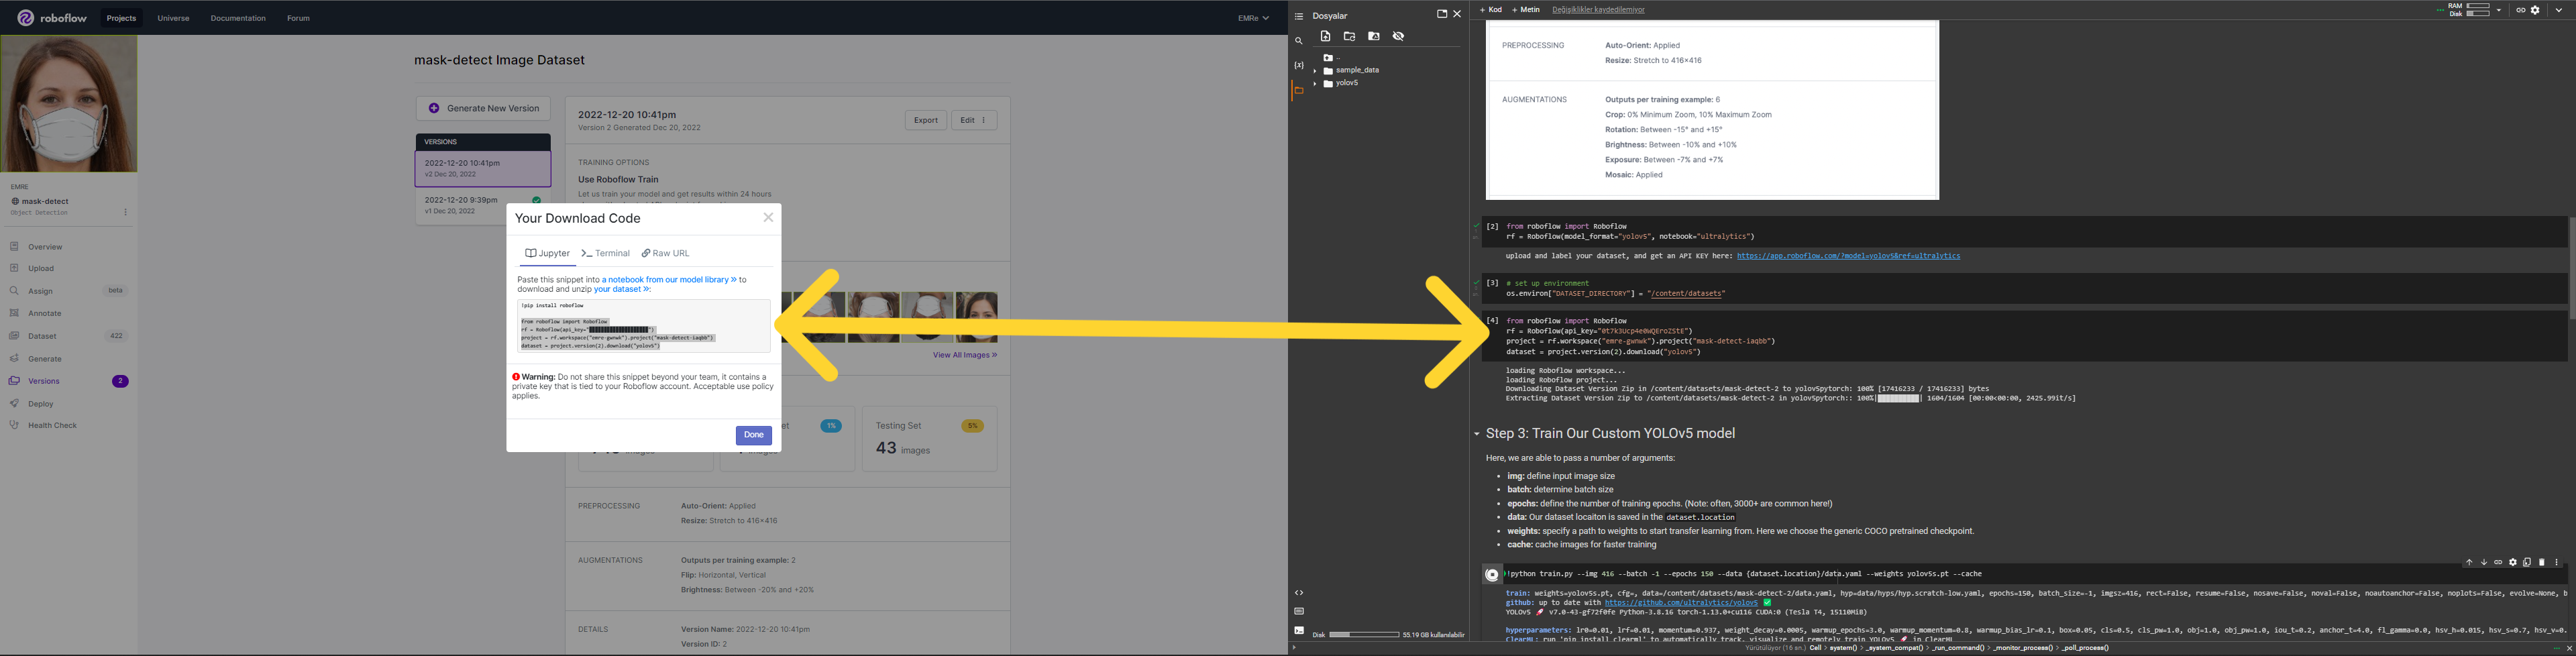 roboflow Projects Universe Documentation Forum EMRe
mask-detect Image Dataset
EMRE
mask-detect
Object Detection
Overview
Upload
Assign beta
Annotate
Dataset 422
Generate
Versions 2
Deploy
Health Check
Generate New Version
VERSIONS
2022-12-20 10:41pm
v2 Dec 20, 2022
2022-12-20 9:39pm
v1 Dec 20, 2022
2022-12-20 10:41pm
Version 2 Generated Dec 20, 2022
Export Edit
TRAINING OPTIONS
Use Roboflow Train
Let us train your model and get results within 24 hours
Your Download Code
Jupyter Terminal Raw URL
Paste this snippet into a notebook from our model library » to
download and unzip your dataset »:
!pip install roboflow
from roboflow import Roboflow
rf = Roboflow(api_key="████████████████████")
project = rf.workspace("emre-gwnwk").project("mask-detect-iaqbb")
dataset = project.version(2).download("yolov5")
Warning: Do not share this snippet beyond your team, it contains a
private key that is tied to your Roboflow account. Acceptable use policy
applies.
Done
View All Images »
et 1%
Testing Set 5%
images
images
43 images
PREPROCESSING Auto-Orient: Applied
Resize: Stretch to 416×416
AUGMENTATIONS Outputs per training example: 2
Flip: Horizontal, Vertical
Brightness: Between -20% and +20%
DETAILS Version Name: 2022-12-20 10:41pm
Version ID: 2
Dosyalar
..
sample_data
yolov5
Disk 55.19 GB kullanılabilir
+ Kod + Metin Değişiklikler kaydedilemiyor
RAM
Disk
PREPROCESSING Auto-Orient: Applied
Resize: Stretch to 416×416
AUGMENTATIONS Outputs per training example: 6
Crop: 0% Minimum Zoom, 10% Maximum Zoom
Rotation: Between -15° and +15°
Brightness: Between -10% and +10%
Exposure: Between -7% and +7%
Mosaic: Applied
[2] from roboflow import Roboflow
rf = Roboflow(model_format="yolov5", notebook="ultralytics")
upload and label your dataset, and get an API KEY here: https://app.roboflow.com/?model=yolov5&ref=ultralytics
[3] # set up environment
os.environ["DATASET_DIRECTORY"] = "/content/datasets"
[4] from roboflow import Roboflow
rf = Roboflow(api_key="0t7k3Ucp4e0WQEroZStE")
project = rf.workspace("emre-gwnwk").project("mask-detect-iaqbb")
dataset = project.version(2).download("yolov5")
loading Roboflow workspace...
loading Roboflow project...
Downloading Dataset Version Zip in /content/datasets/mask-detect-2 to yolov5pytorch: 100% [17416233 / 17416233] bytes
Extracting Dataset Version Zip to /content/datasets/mask-detect-2 in yolov5pytorch:: 100%|██████████| 1604/1604 [00:00<00:00, 2425.99it/s]
Step 3: Train Our Custom YOLOv5 model
Here, we are able to pass a number of arguments:
• img: define input image size
• batch: determine batch size
• epochs: define the number of training epochs. (Note: often, 3000+ are common here!)
• data: Our dataset locaiton is saved in the dataset.location
• weights: specify a path to weights to start transfer learning from. Here we choose the generic COCO pretrained checkpoint.
• cache: cache images for faster training
!python train.py --img 416 --batch -1 --epochs 150 --data {dataset.location}/data.yaml --weights yolov5s.pt --cache
train: weights=yolov5s.pt, cfg=, data=/content/datasets/mask-detect-2/data.yaml, hyp=data/hyps/hyp.scratch-low.yaml, epochs=150, batch_size=-1, imgsz=416, rect=False, resume=False, nosave=False, noval=False, noautoanchor=False, noplots=False, evolve=None, b
github: up to date with https://github.com/ultralytics/yolov5 ✅
YOLOv5 🚀 v7.0-43-gf72f0fe Python-3.8.16 torch-1.13.0+cu116 CUDA:0 (Tesla T4, 15110MiB)
hyperparameters: lr0=0.01, lrf=0.01, momentum=0.937, weight_decay=0.0005, warmup_epochs=3.0, warmup_momentum=0.8, warmup_bias_lr=0.1, box=0.05, cls=0.5, cls_pw=1.0, obj=1.0, obj_pw=1.0, iou_t=0.2, anchor_t=4.0, fl_gamma=0.0, hsv_h=0.015, hsv_s=0.7, hsv_v=0.
ClearML: run 'pip install clearml' to automatically track, visualize and remotely train YOLOv5 🚀 in ClearML
Yürütülüyor (16 sn.) Cell > system() > _system_compat() > _run_command() > _monitor_process() > _poll_process()